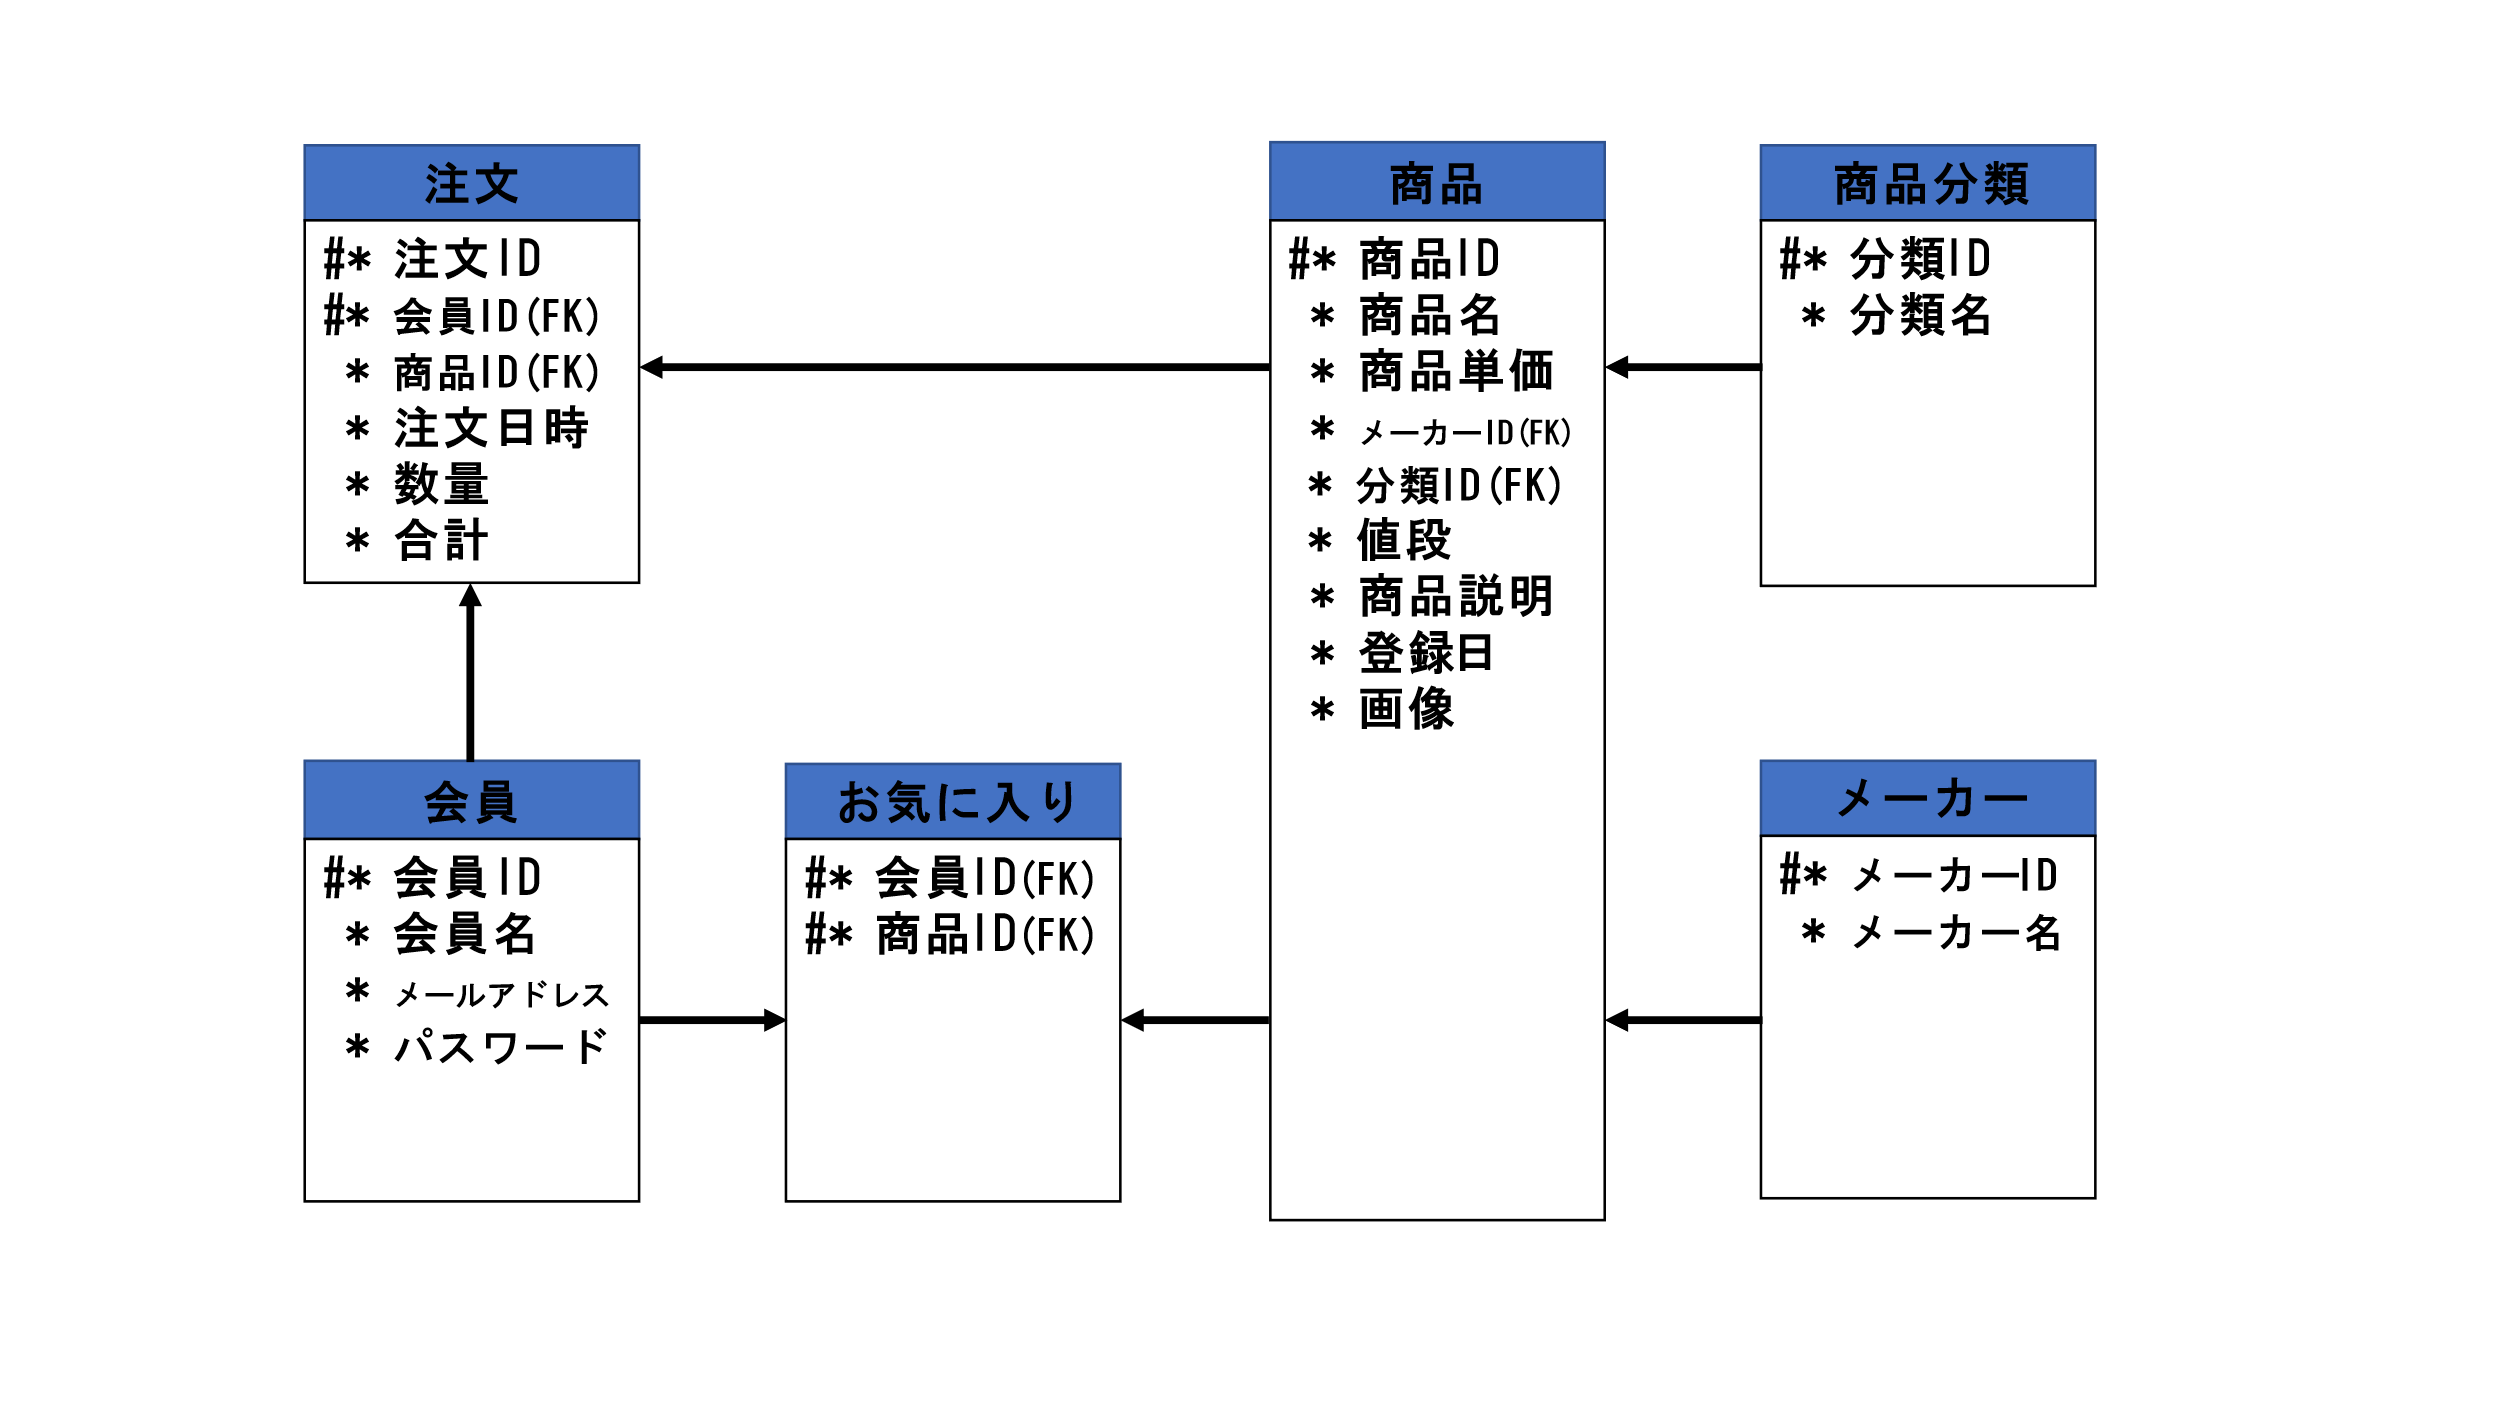 注文
#* 注文ID
#* 会員ID(FK)
* 商品ID(FK)
* 注文日時
* 数量
* 合計
商品
#* 商品ID
* 商品名
* 商品単価
* メーカーID(FK)
* 分類ID(FK)
* 値段
* 商品説明
* 登録日
* 画像
商品分類
#* 分類ID
* 分類名
会員
#* 会員ID
* 会員名
* メールアドレス
* パスワード
お気に入り
#* 会員ID(FK)
#* 商品ID(FK)
メーカー
#* メーカーID
* メーカー名